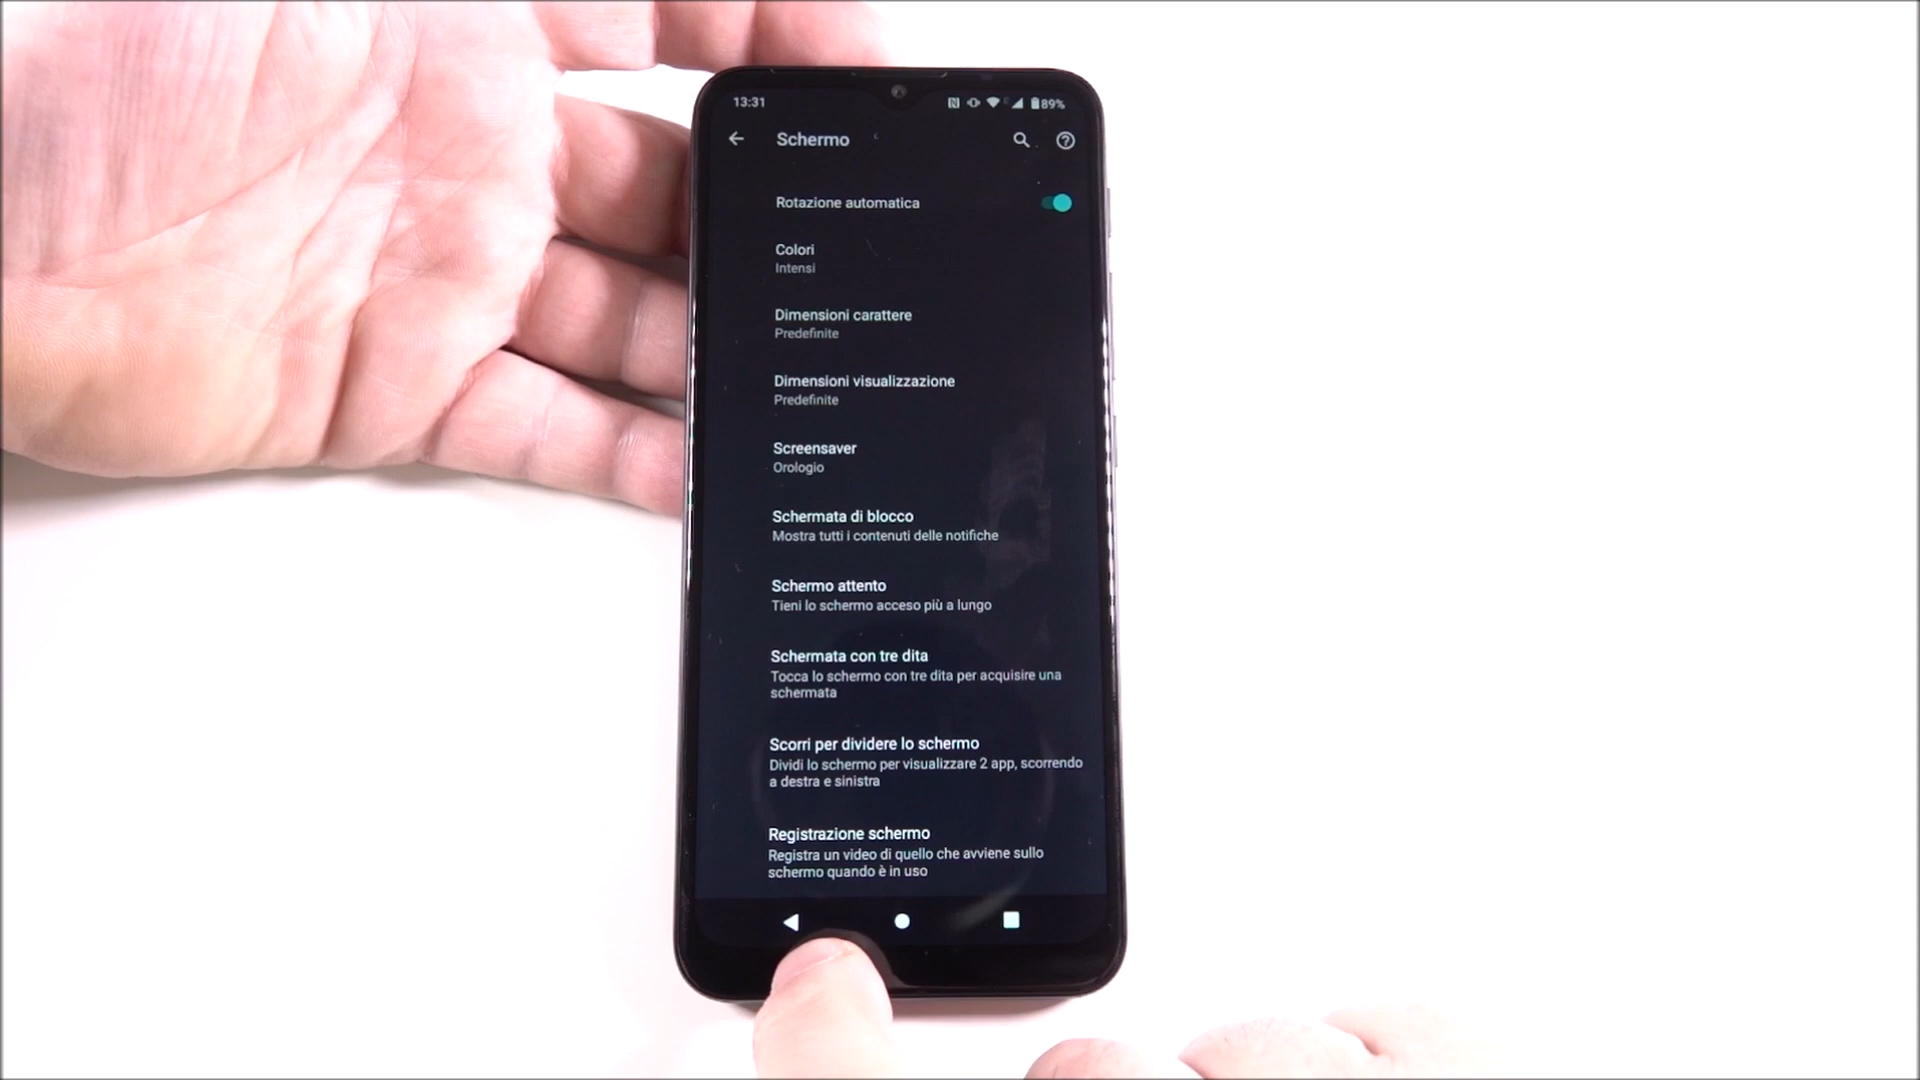 13:31
89%
Schermo
Rotazione automatica
Colori
Intensi
Dimensioni carattere
Predefinite
Dimensioni visualizzazione
Predefinite
Screensaver
Orologio
Schermata di blocco
Mostra tutti i contenuti delle notifiche
Schermo attento
Tieni lo schermo acceso più a lungo
Schermata con tre dita
Tocca lo schermo con tre dita per acquisire una
schermata
Scorri per dividere lo schermo
Dividi lo schermo per visualizzare 2 app, scorrendo
a destra e sinistra
Registrazione schermo
Registra un video di quello che avviene sullo
schermo quando è in uso